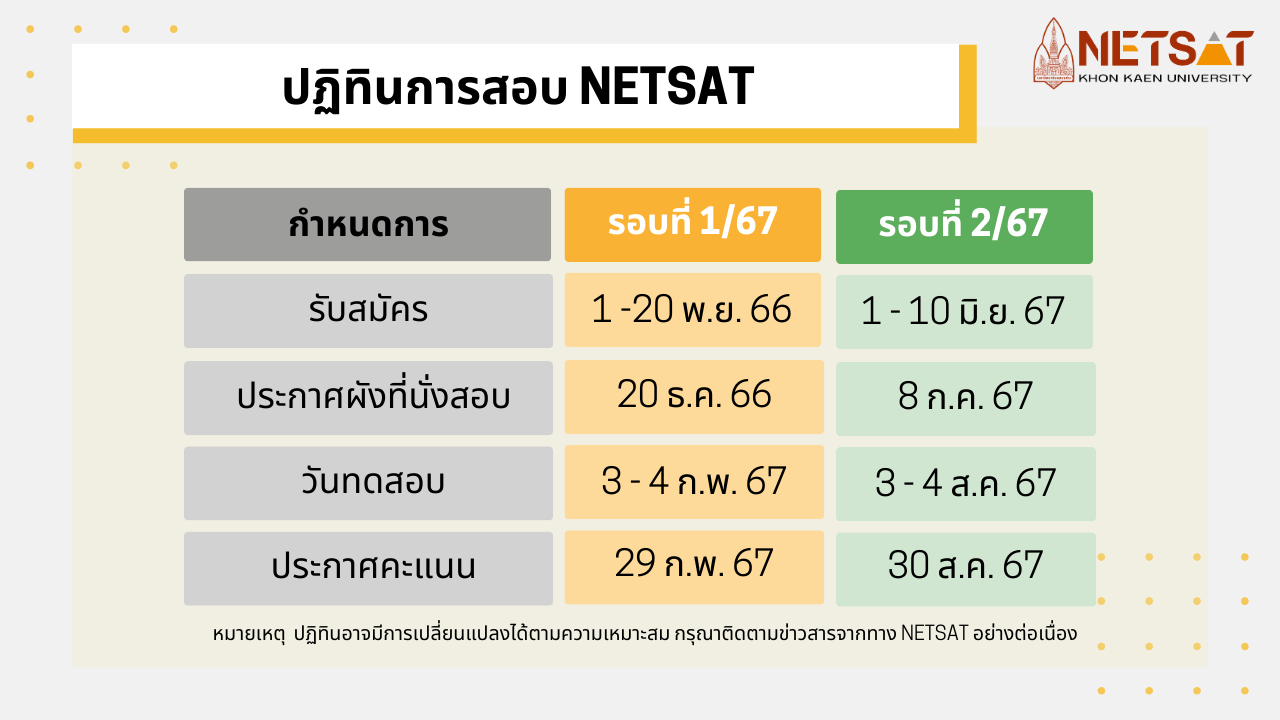 NETSAT
KHON KAEN UNIVERSITY
ปฏิทินการสอบ NETSAT
กำหนดการ รอบที่ 1/67 รอบที่ 2/67
รับสมัคร 1 -20 พ.ย. 66 1 - 10 มิ.ย. 67
ประกาศผังที่นั่งสอบ 20 ธ.ค. 66 8 ก.ค. 67
วันทดสอบ 3 - 4 ก.พ. 67 3 - 4 ส.ค. 67
ประกาศคะแนน 29 ก.พ. 67 30 ส.ค. 67
หมายเหตุ ปฏิทินอาจมีการเปลี่ยนแปลงได้ตามความเหมาะสม กรุณาติดตามข่าวสารจากทาง NETSAT อย่างต่อเนื่อง